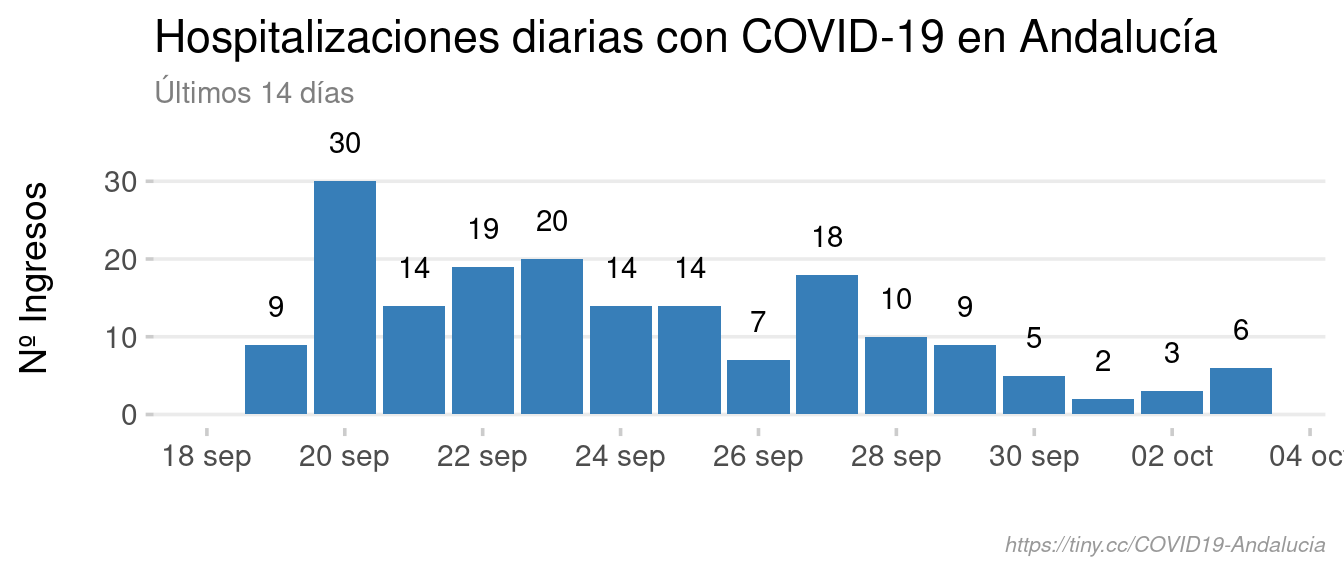 Hospitalizaciones diarias con COVID-19 en Andalucía
Últimos 14 días
Nº Ingresos
30
20
10
0
9
30
14
19
20
14
14
7
18
10
9
5
2
3
6
18 sep
20 sep
22 sep
24 sep
26 sep
28 sep
30 sep
02 oct
04 oc
https://tiny.cc/COVID19-Andalucia